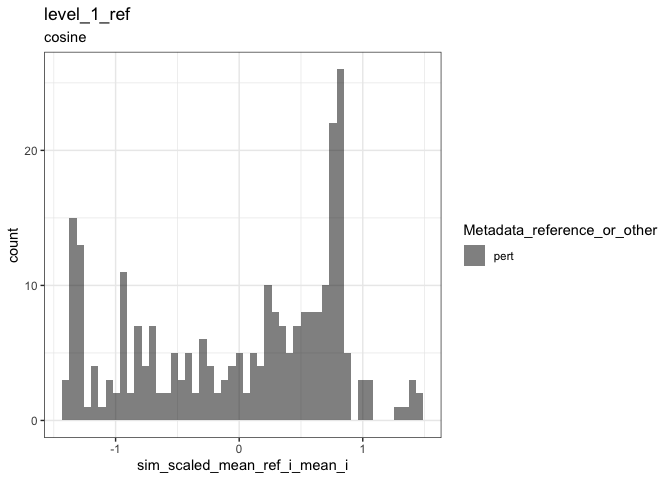 level_1_ref
cosine
20
10
0
count
-1
0
1
sim_scaled_mean_ref_i_mean_i
Metadata_reference_or_other
pert